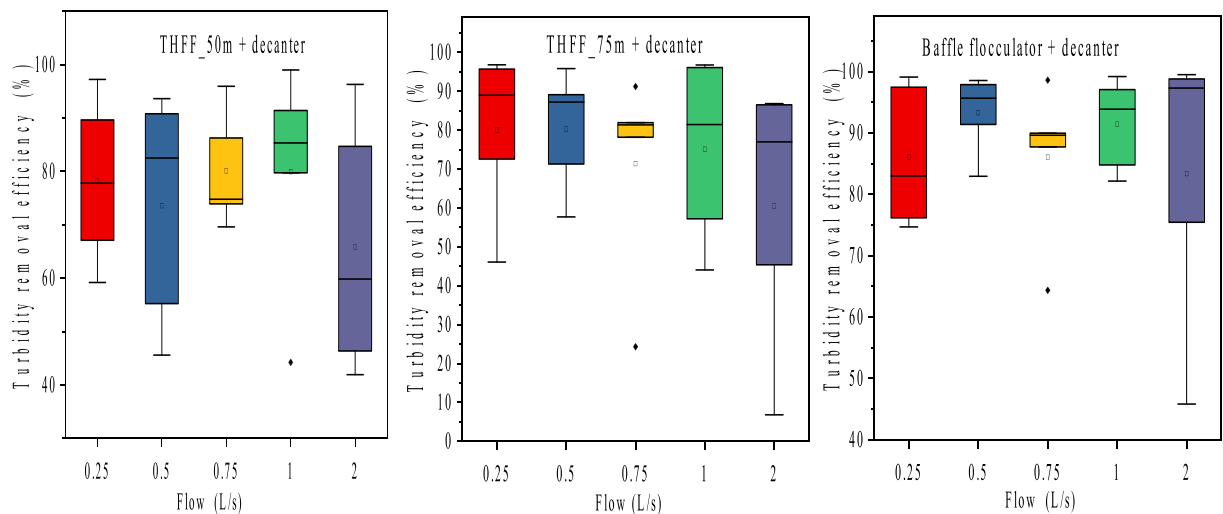 THFF_50m + decanter
Turbidity removal efficiency (%)
100
80
60
40
0.25 0.5 0.75 1 2
Flow (L/s)
THFF_75m + decanter
Turbidity removal efficiency (%)
100
90
80
70
60
50
40
30
20
10
0
0.25 0.5 0.75 1 2
Flow (L/s)
Baffle flocculator + decanter
Turbidity removal efficiency (%)
100
90
80
70
60
50
40
0.25 0.5 0.75 1 2
Flow (L/s)